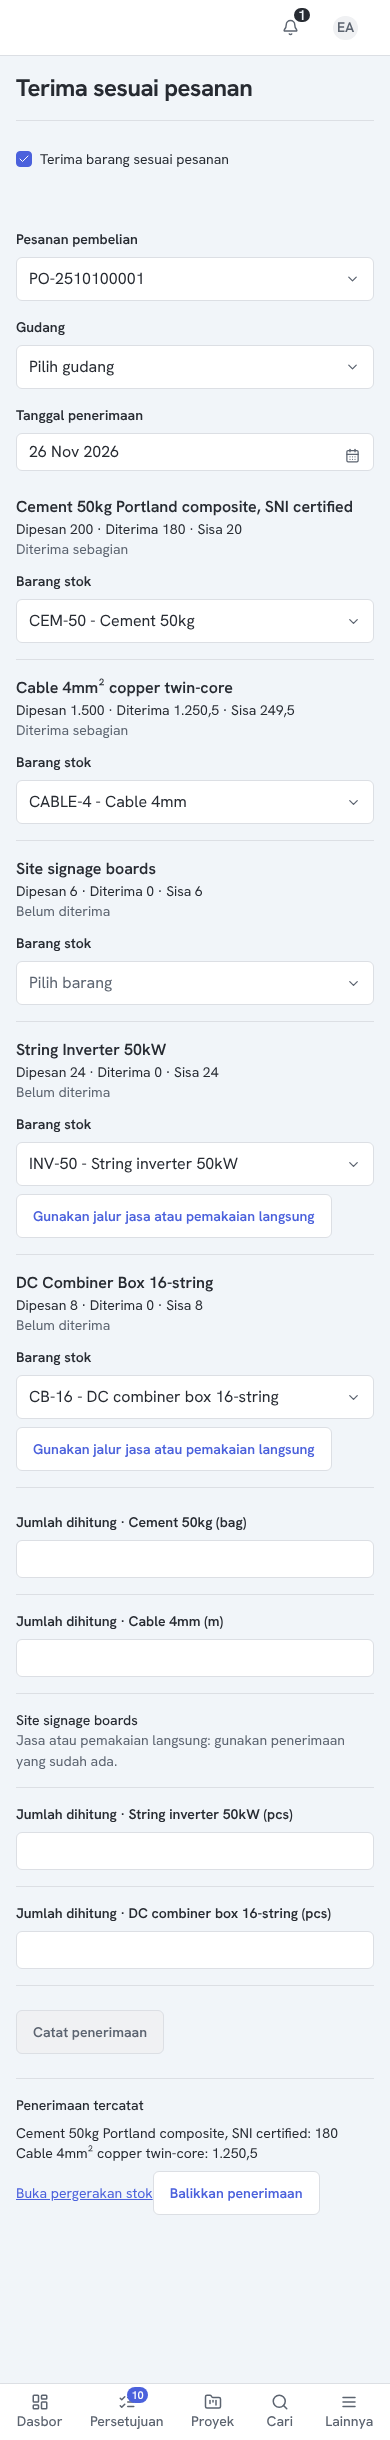 1
EA
Terima sesuai pesanan
Terima barang sesuai pesanan
Pesanan pembelian
PO-2510100001
Gudang
Pilih gudang
Tanggal penerimaan
26 Nov 2026
Cement 50kg Portland composite, SNI certified
Dipesan 200 · Diterima 180 · Sisa 20
Diterima sebagian
Barang stok
CEM-50 - Cement 50kg
Cable 4mm² copper twin-core
Dipesan 1.500 · Diterima 1.250,5 · Sisa 249,5
Diterima sebagian
Barang stok
CABLE-4 - Cable 4mm
Site signage boards
Dipesan 6 · Diterima 0 · Sisa 6
Belum diterima
Barang stok
Pilih barang
String Inverter 50kW
Dipesan 24 · Diterima 0 · Sisa 24
Belum diterima
Barang stok
INV-50 - String inverter 50kW
Gunakan jalur jasa atau pemakaian langsung
DC Combiner Box 16-string
Dipesan 8 · Diterima 0 · Sisa 8
Belum diterima
Barang stok
CB-16 - DC combiner box 16-string
Gunakan jalur jasa atau pemakaian langsung
Jumlah dihitung · Cement 50kg (bag)
Jumlah dihitung · Cable 4mm (m)
Site signage boards
Jasa atau pemakaian langsung: gunakan penerimaan
yang sudah ada.
Jumlah dihitung · String inverter 50kW (pcs)
Jumlah dihitung · DC combiner box 16-string (pcs)
Catat penerimaan
Penerimaan tercatat
Cement 50kg Portland composite, SNI certified: 180
Cable 4mm² copper twin-core: 1.250,5
Buka pergerakan stok Balikkan penerimaan
10
Dasbor Persetujuan Proyek Cari Lainnya